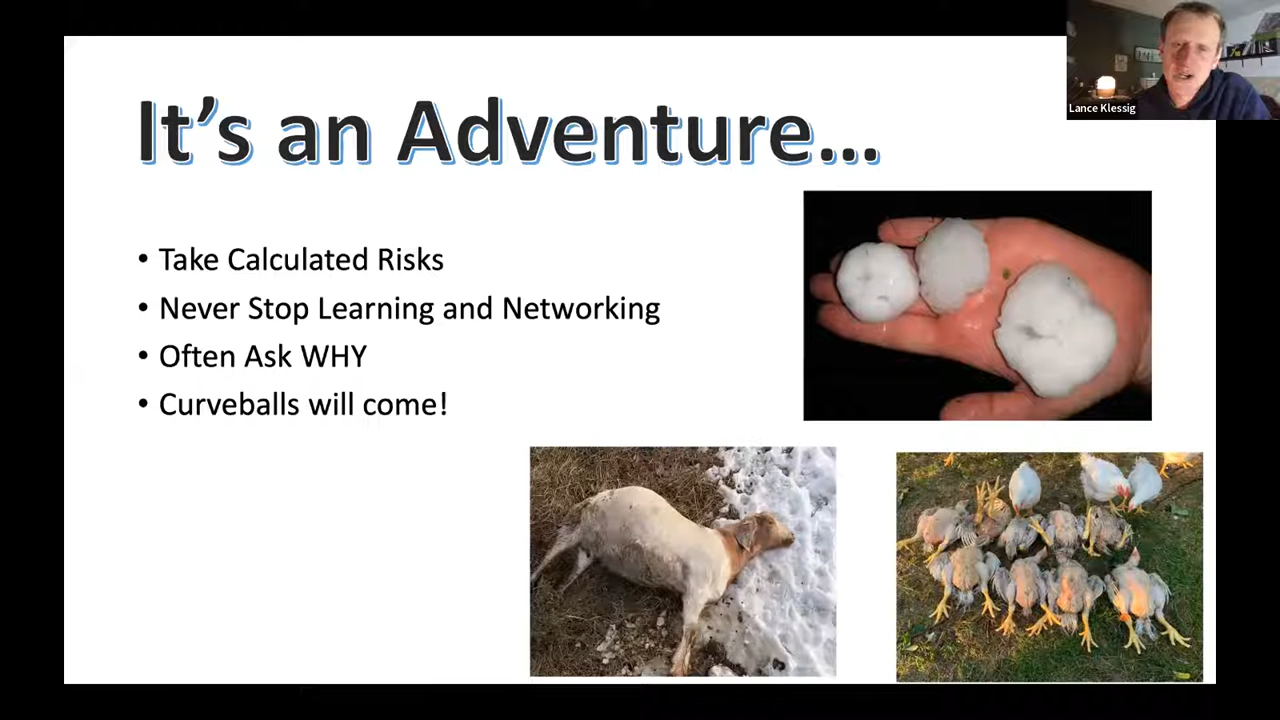 Lance Klessig
It's an Adventure...
• Take Calculated Risks
• Never Stop Learning and Networking
• Often Ask WHY
• Curveballs will come!